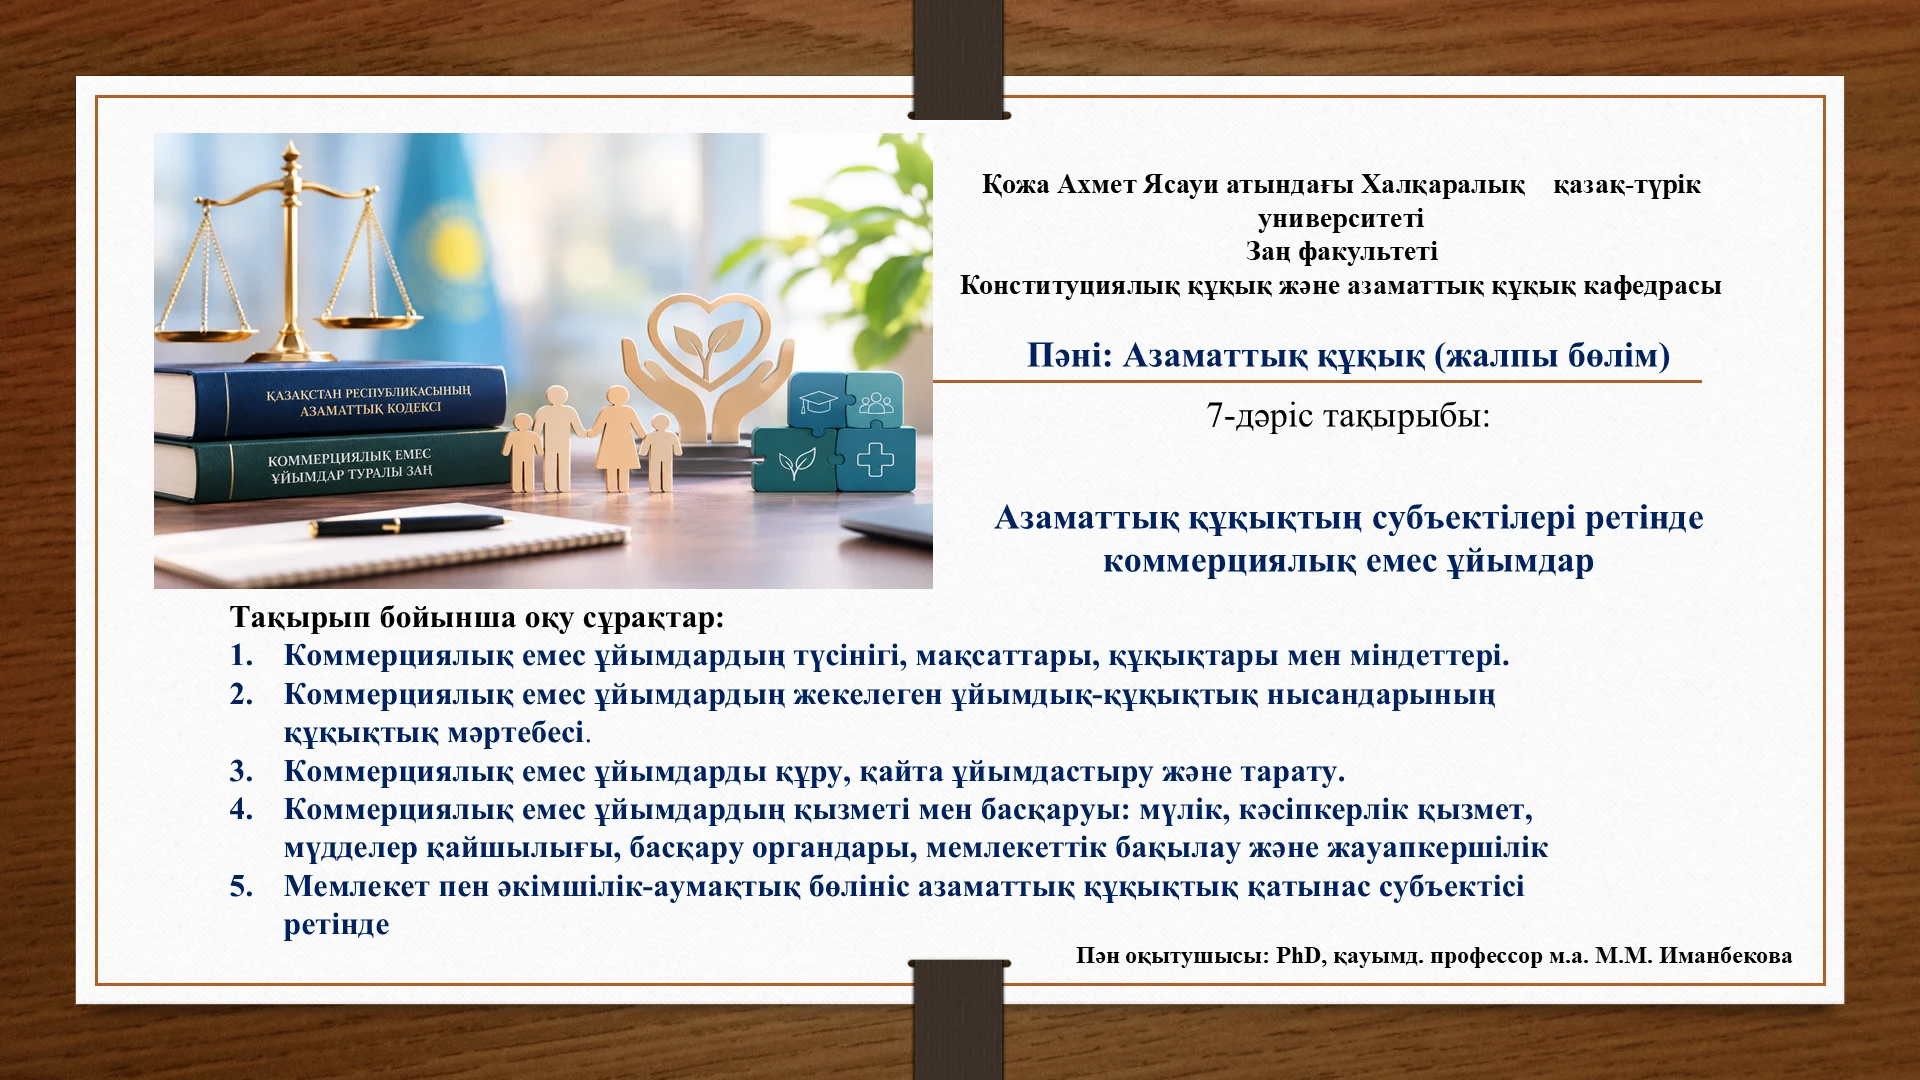 Қожа Ахмет Ясауи атындағы Халқаралық қазақ-түрік
университеті
Заң факультеті
Конституциялық құқық және азаматтық құқық кафедрасы
Пәні: Азаматтық құқық (жалпы бөлім)
7-дәріс тақырыбы:
Азаматтық құқықтың субъектілері ретінде
коммерциялық емес ұйымдар
ҚАЗАҚСТАН РЕСПУБЛИКАСЫНЫҢ
АЗАМАТТЫҚ КОДЕКСІ
КОММЕРЦИЯЛЫҚ ЕМЕС
ҰЙЫМДАР ТУРАЛЫ ЗАҢ
Тақырып бойынша оқу сұрақтар:
1. Коммерциялық емес ұйымдардың түсінігі, мақсаттары, құқықтары мен міндеттері.
2. Коммерциялық емес ұйымдардың жекелеген ұйымдық-құқықтық нысандарының
құқықтық мәртебесі.
3. Коммерциялық емес ұйымдарды құру, қайта ұйымдастыру және тарату.
4. Коммерциялық емес ұйымдардың қызметі мен басқаруы: мүлік, кәсіпкерлік қызмет,
мүдделер қайшылығы, басқару органдары, мемлекеттік бақылау және жауапкершілік
5. Мемлекет пен әкімшілік-аумақтық бөлініс азаматтық құқықтық қатынас субъектісі
ретінде
Пән оқытушысы: PhD, қауымд. профессор м.а. М.М. Иманбекова